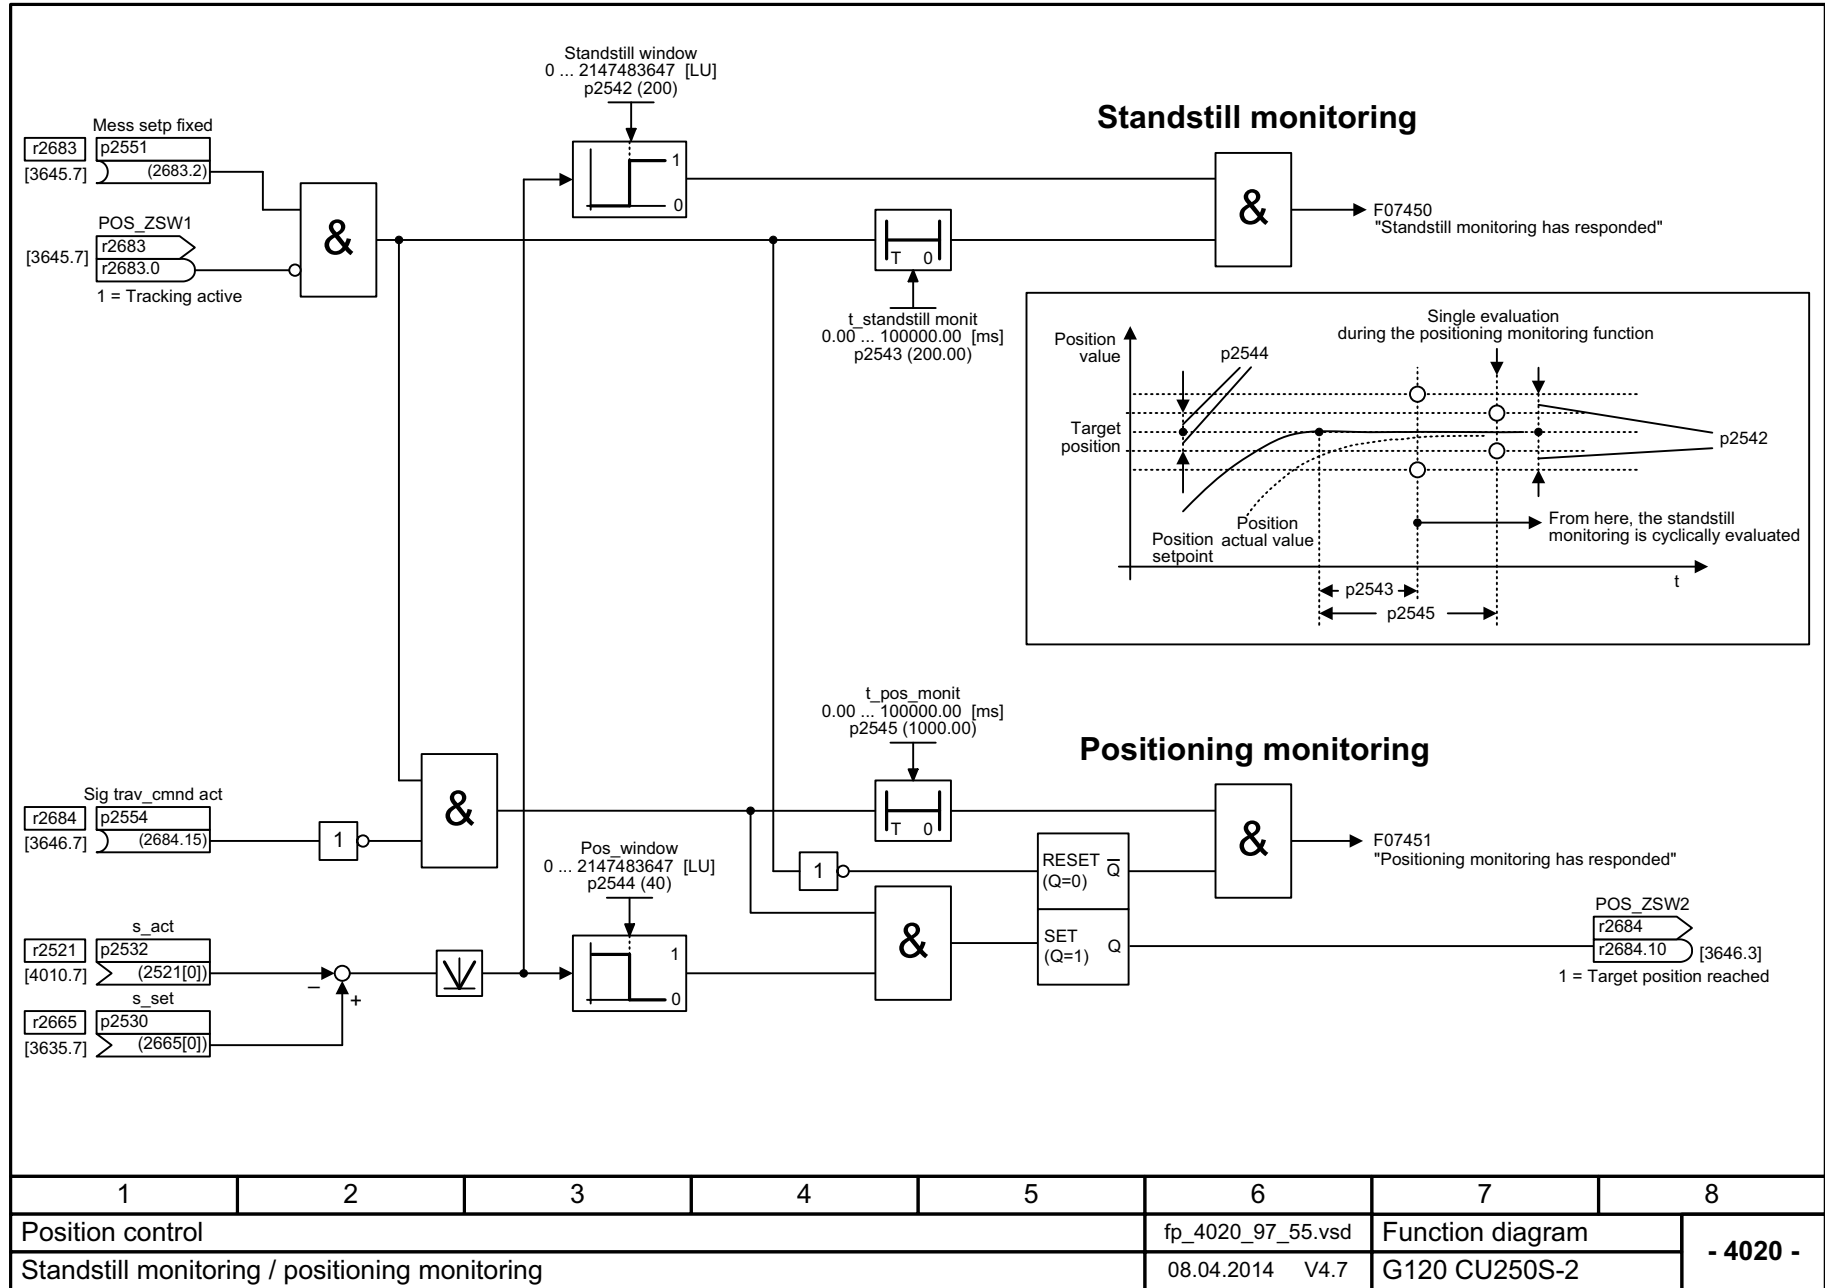 Standstill window
0 ... 2147483647 [LU]
p2542 (200)
Standstill monitoring
Mess setp fixed
r2683
p2551
[3645.7]
(2683.2)
1
0
&
POS_ZSW1
r2683
[3645.7]
r2683.0
1 = Tracking active
&
T 0
F07450
"Standstill monitoring has responded"
t_standstill monit
0.00 ... 100000.00 [ms]
p2543 (200.00)
Single evaluation
during the positioning monitoring function
Position
value
p2544
Target
position
p2542
Position
setpoint
Position
actual value
From here, the standstill
monitoring is cyclically evaluated
t
p2543
p2545
t_pos_monit
0.00 ... 100000.00 [ms]
p2545 (1000.00)
Positioning monitoring
Sig trav_cmnd act
r2684
p2554
[3646.7]
(2684.15)
1
&
T 0
&
F07451
"Positioning monitoring has responded"
Pos_window
0 ... 2147483647 [LU]
p2544 (40)
1
RESET Q
(Q=0)
SET Q
(Q=1)
&
POS_ZSW2
r2684
r2684.10
[3646.3]
1 = Target position reached
s_act
r2521
p2532
[4010.7]
(2521[0])
–
+
1
0
s_set
r2665
p2530
[3635.7]
(2665[0])
1 2 3 4 5 6 7 8
Position control
fp_4020_97_55.vsd
Function diagram
- 4020 -
Standstill monitoring / positioning monitoring
08.04.2014 V4.7
G120 CU250S-2